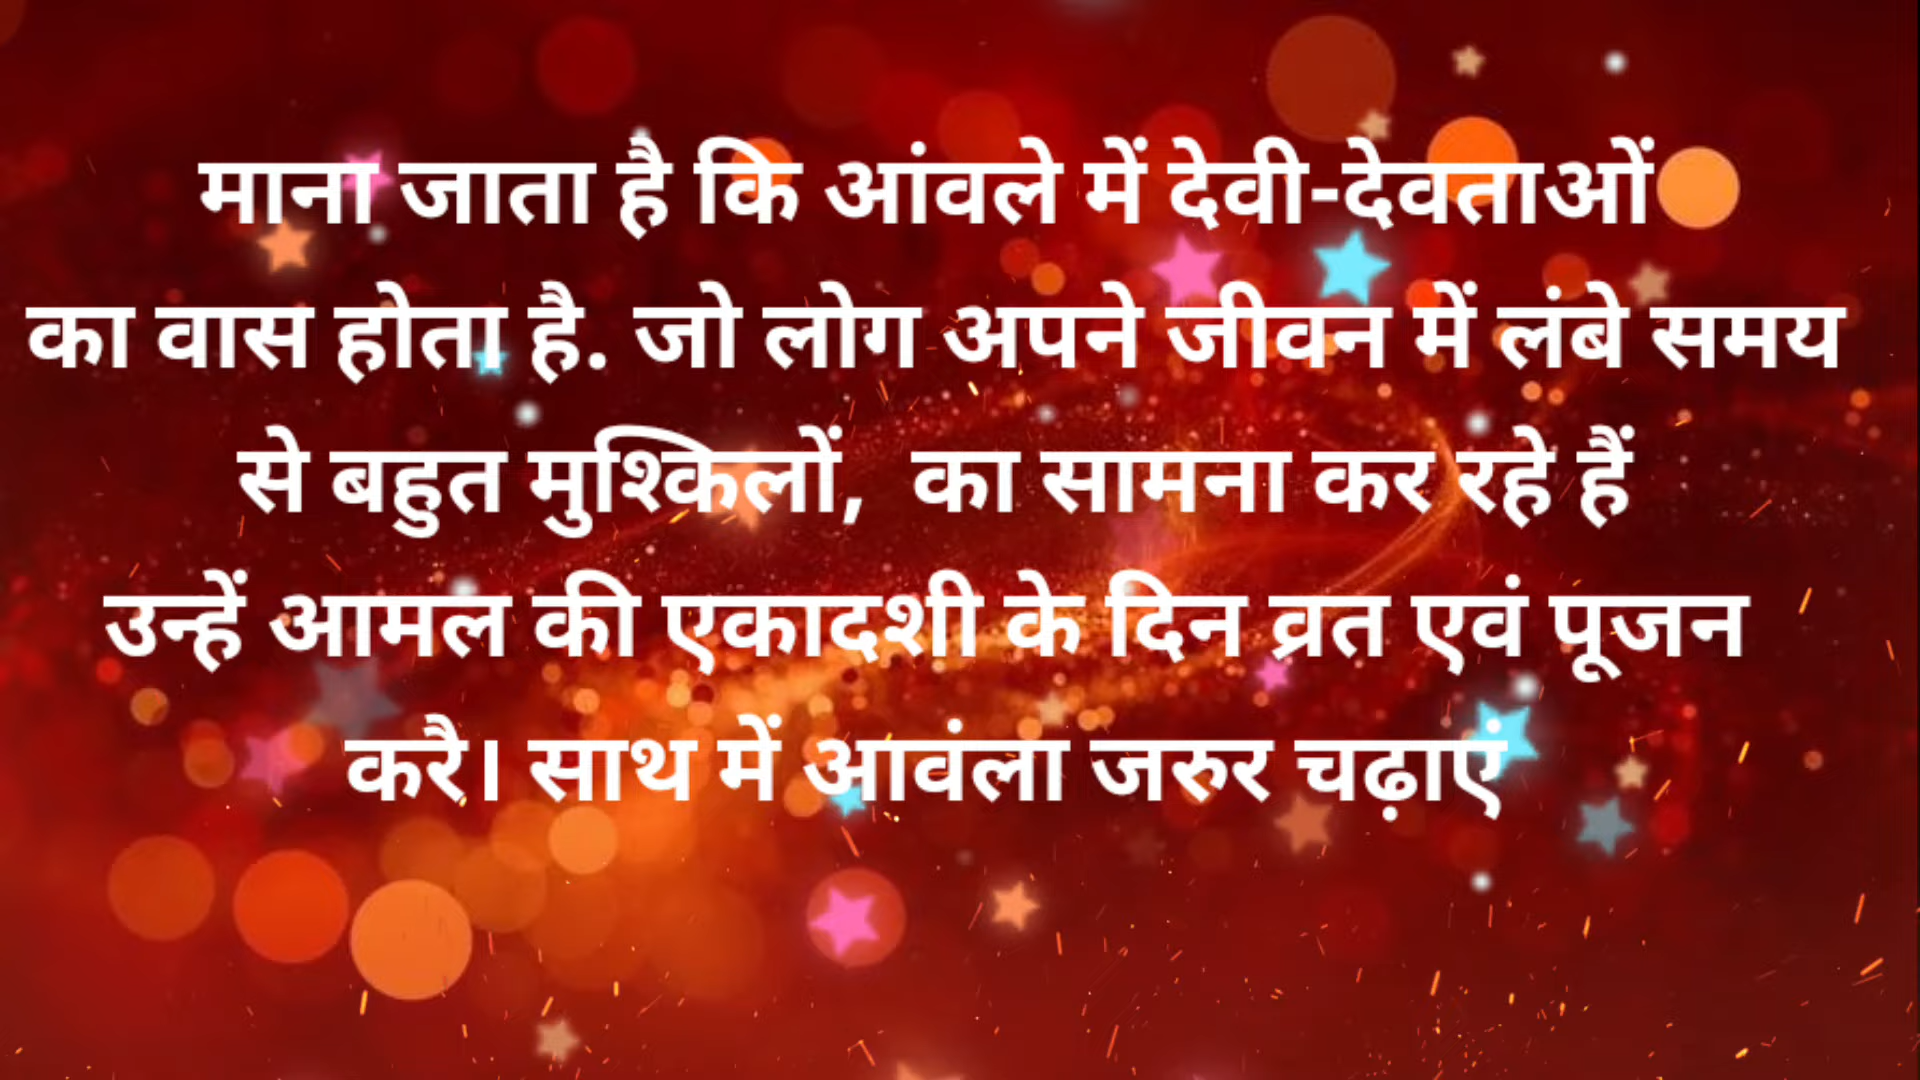 माना जाता है कि आंवले में देवी-देवताओं
का वास होता है. जो लोग अपने जीवन में लंबे समय
से बहुत मुश्किलों, का सामना कर रहे हैं
उन्हें आमल की एकादशी के दिन व्रत एवं पूजन
करै। साथ में आवंला जरुर चढ़ाएं